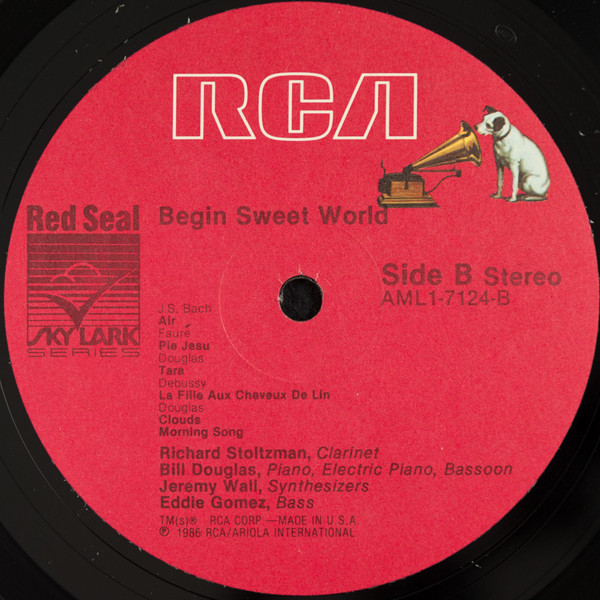 RCA
Red Seal
SKYLARK
SERIES
Begin Sweet World
Side B Stereo
AML1-7124-B
J.S. Bach
Air
Fauré
Pie Jesu
Douglas
Tara
Debussy
La Fille Aux Cheveux De Lin
Douglas
Clouds
Morning Song
Richard Stoltzman, Clarinet
Bill Douglas, Piano, Electric Piano, Bassoon
Jeremy Wall, Synthesizers
Eddie Gomez, Bass
TM(s)® RCA CORP.—MADE IN U.S.A.
℗ 1986 RCA/ARIOLA INTERNATIONAL